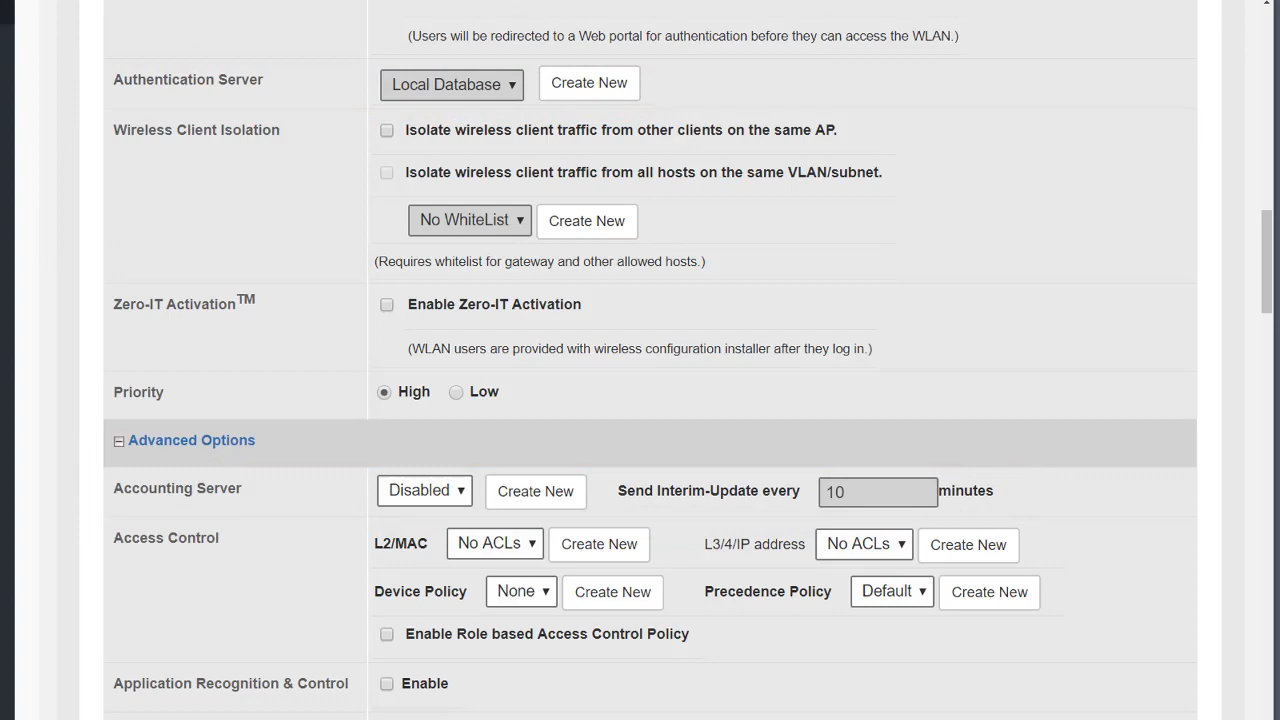 (Users will be redirected to a Web portal for authentication before they can access the WLAN.)
Authentication Server Local Database Create New
Wireless Client Isolation Isolate wireless client traffic from other clients on the same AP.
Isolate wireless client traffic from all hosts on the same VLAN/subnet.
No WhiteList Create New
(Requires whitelist for gateway and other allowed hosts.)
Zero-IT Activation™ Enable Zero-IT Activation
(WLAN users are provided with wireless configuration installer after they log in.)
Priority High Low
Advanced Options
Accounting Server Disabled Create New Send Interim-Update every 10 minutes
Access Control L2/MAC No ACLs Create New L3/4/IP address No ACLs Create New
Device Policy None Create New Precedence Policy Default Create New
Enable Role based Access Control Policy
Application Recognition & Control Enable